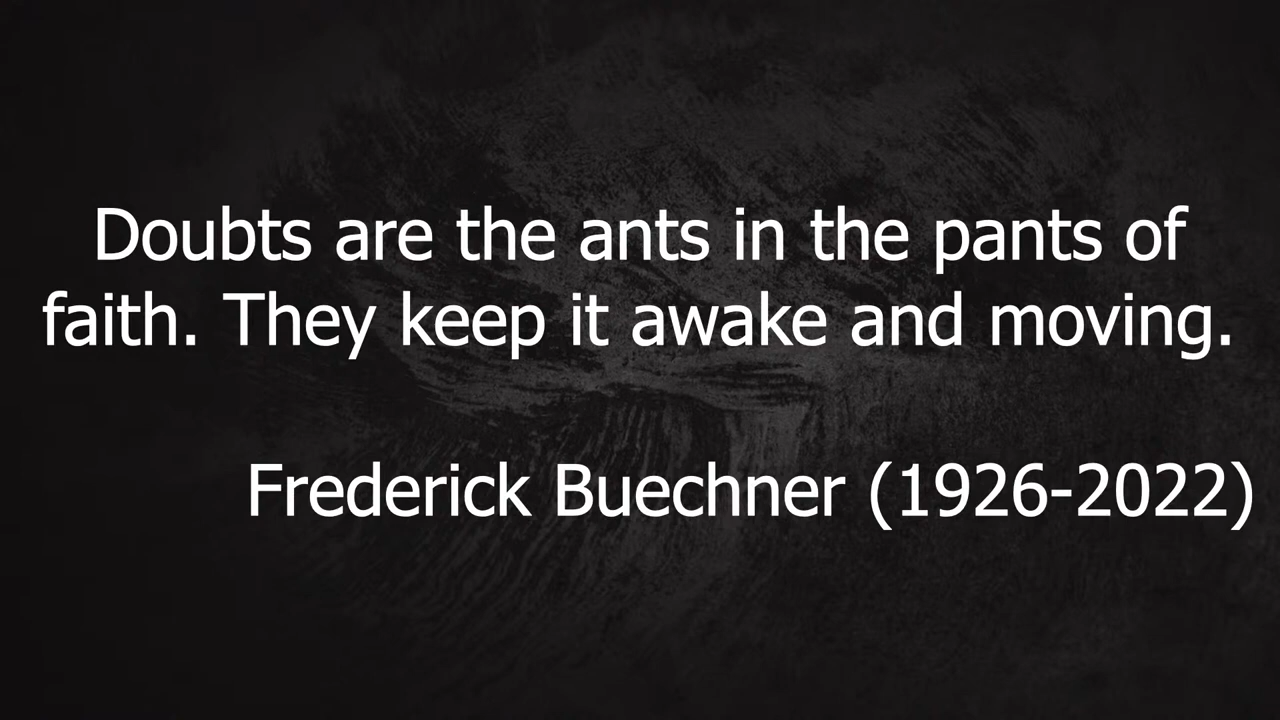 Doubts are the ants in the pants of
faith. They keep it awake and moving.
Frederick Buechner (1926-2022)